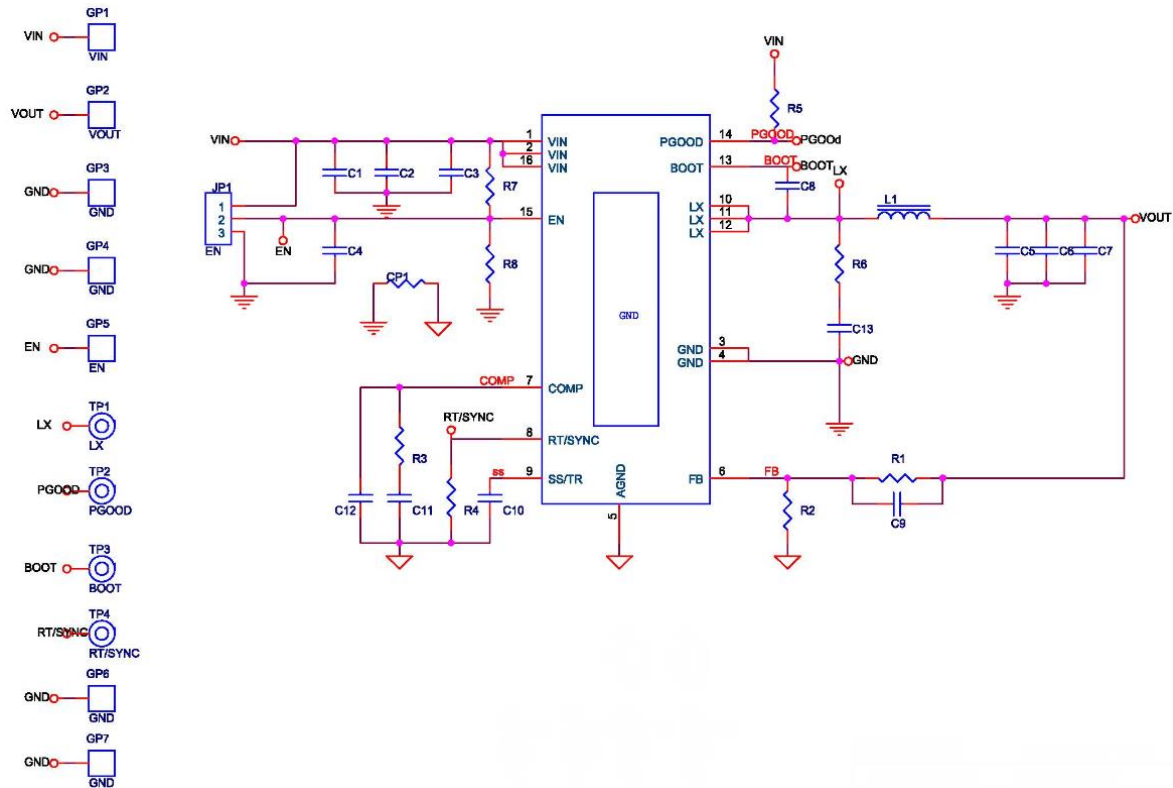 GP1
VIN
VIN
GP2
VOUT
VOUT
GP3
GND
GND
GP4
GND
GND
GP5
EN
EN
TP1
LX
LX
TP2
PGOOD
PGOOD
TP3
BOOT
BOOT
TP4
RT/SYNC
RT/SYNC
GP6
GND
GND
GP7
GND
GND
VIN
C1
C2
C3
R7
JP1
1
2
3
EN
EN
C4
R8
CP1
COMP
RT/SYNC
R3
ss
C12
C11
R4
C10
1
VIN
2
VIN
16
VIN
15
EN
7
COMP
8
RT/SYNC
9
SS/TR
GND
AGND
5
PGOOD
14
BOOT
13
LX
10
LX
11
LX
12
GND
3
GND
4
FB
6
VIN
R5
PGOOD
PGOOd
BOOT
BOOT
LX
C8
L1
VOUT
R6
C5
C6
C7
C13
GND
FB
R1
R2
C9